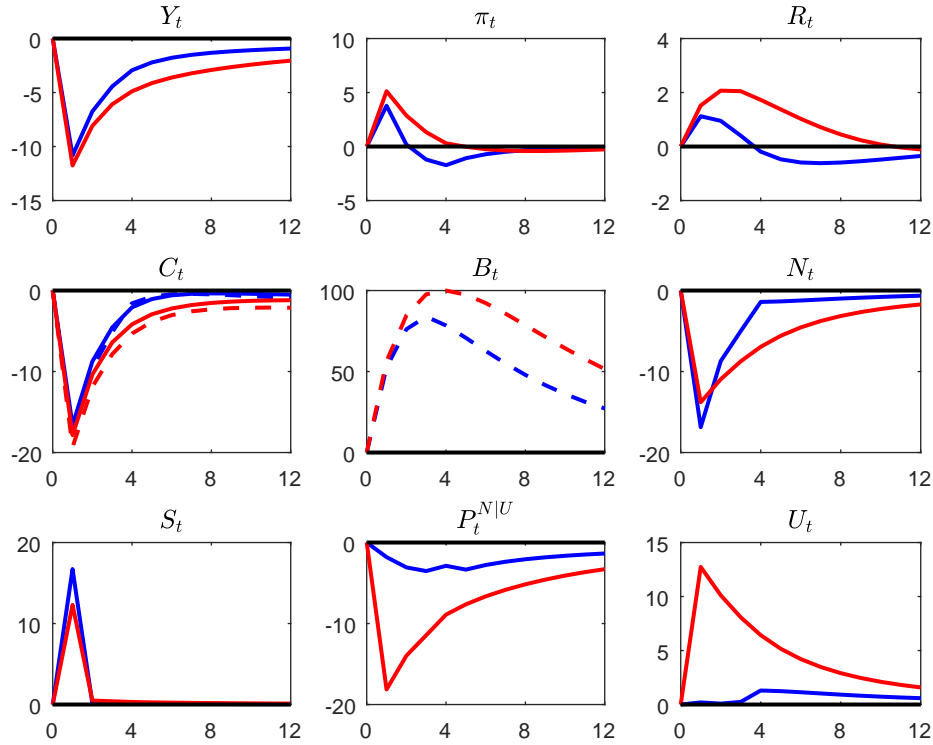 Y_t π_t R_t
0 10 4
-5 5 2
-10 0 0
-15 -5 -2
0 4 8 12 0 4 8 12 0 4 8 12
C_t B_t N_t
0 100 0
-10 50 -10
-20 0 -20
0 4 8 12 0 4 8 12 0 4 8 12
S_t P_t^{N|U} U_t
20 0 15
10 -10 10
5
0 -20 0
0 4 8 12 0 4 8 12 0 4 8 12